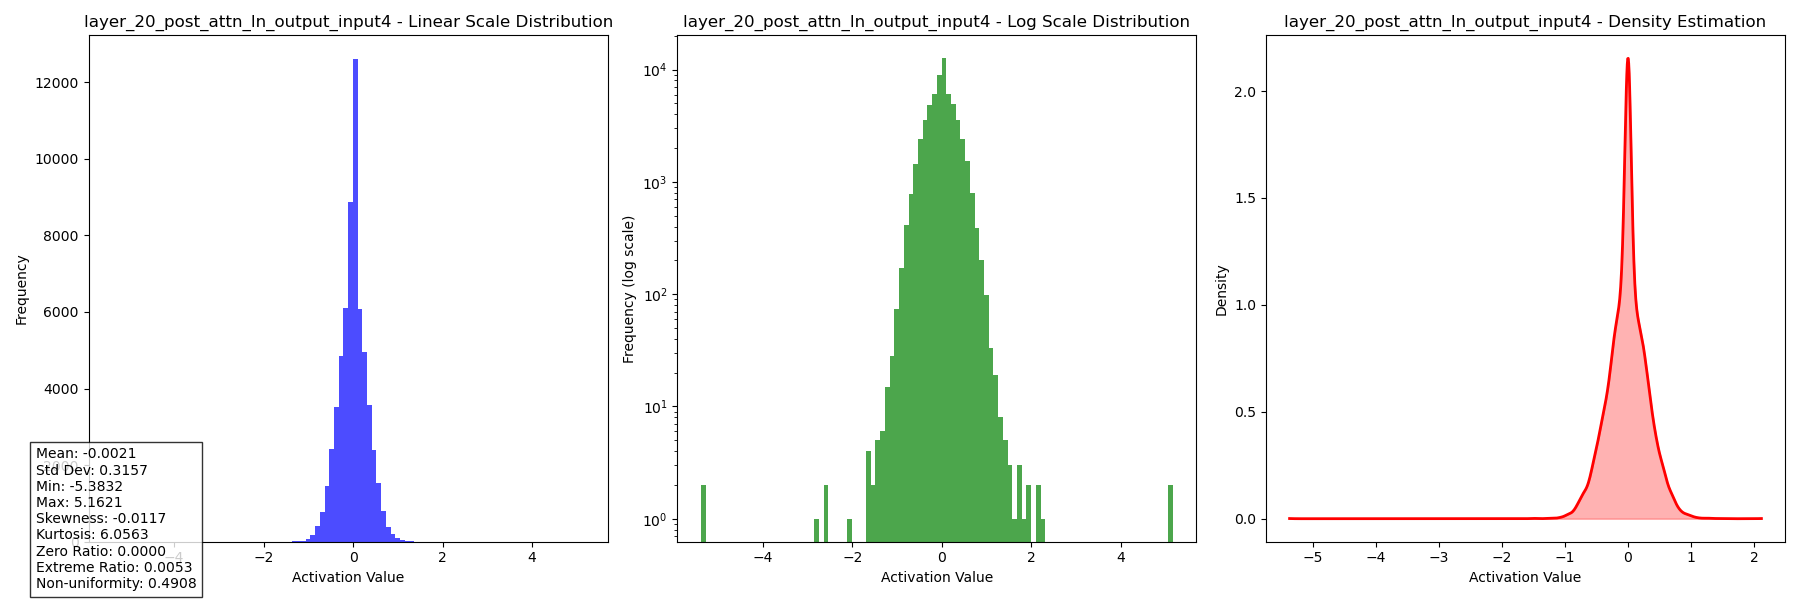 layer_20_post_attn_ln_output_input4 - Linear Scale Distribution
12000
10000
8000
6000
4000
2000
0
Frequency
−4
−2
0
2
4
Activation Value
Mean: -0.0021
Std Dev: 0.3157
Min: -5.3832
Max: 5.1621
Skewness: -0.0117
Kurtosis: 6.0563
Zero Ratio: 0.0000
Extreme Ratio: 0.0053
Non-uniformity: 0.4908
layer_20_post_attn_ln_output_input4 - Log Scale Distribution
10⁴
10³
10²
10¹
10⁰
Frequency (log scale)
−4
−2
0
2
4
Activation Value
layer_20_post_attn_ln_output_input4 - Density Estimation
2.0
1.5
1.0
0.5
0.0
Density
−5
−4
−3
−2
−1
0
1
2
Activation Value